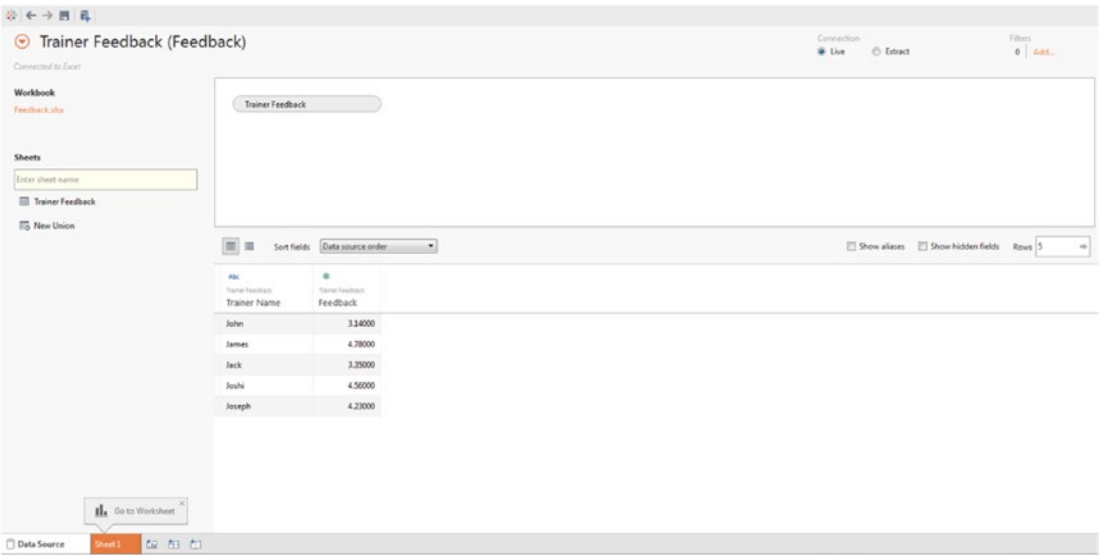 Trainer Feedback (Feedback)
Connected to Excel
Connection
Live
Extract
Filters
0
Add...
Workbook
Feedback.xlsx
Sheets
Enter sheet name
Trainer Feedback
New Union
Trainer Feedback
Sort fields
Data source order
Show aliases
Show hidden fields
Rows
5
Abc
Trainer Feedback
Trainer Name
#
Trainer Feedback
Feedback
John 3.14000
James 4.78000
Jack 3.35000
Joshi 4.56000
Joseph 4.23000
Go to Worksheet
Data Source
Sheet 1